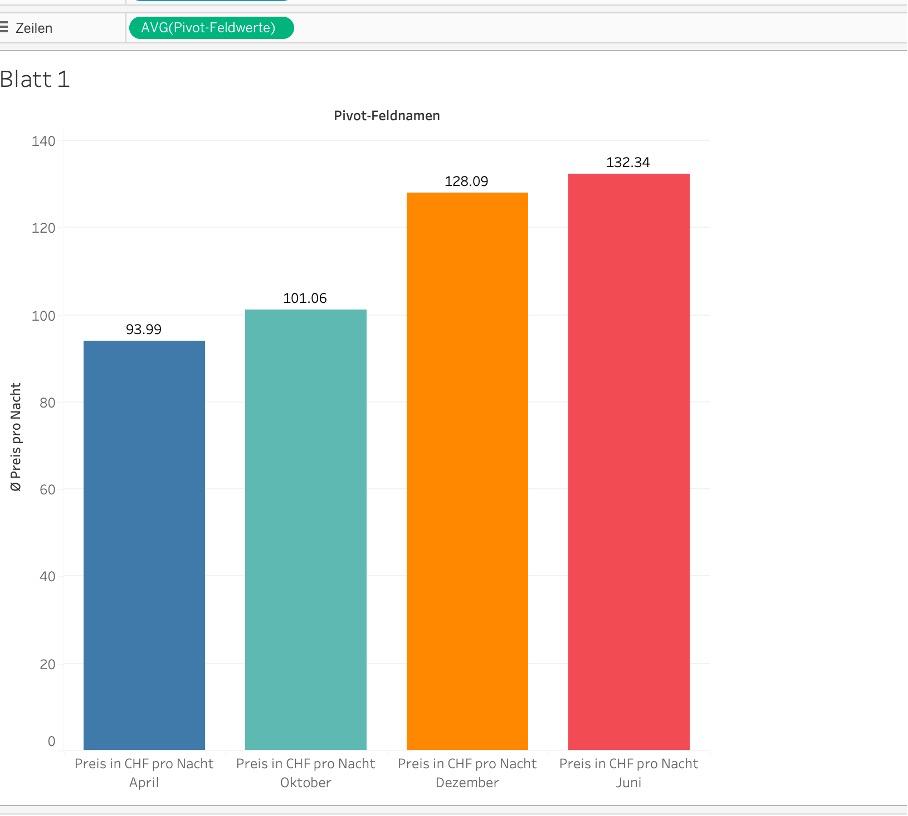 Zeilen
AVG(Pivot-Feldwerte)
Blatt 1
Pivot-Feldnamen
140
120
100
80
60
40
20
0
Ø Preis pro Nacht
93.99
101.06
128.09
132.34
Preis in CHF pro Nacht
April
Preis in CHF pro Nacht
Oktober
Preis in CHF pro Nacht
Dezember
Preis in CHF pro Nacht
Juni